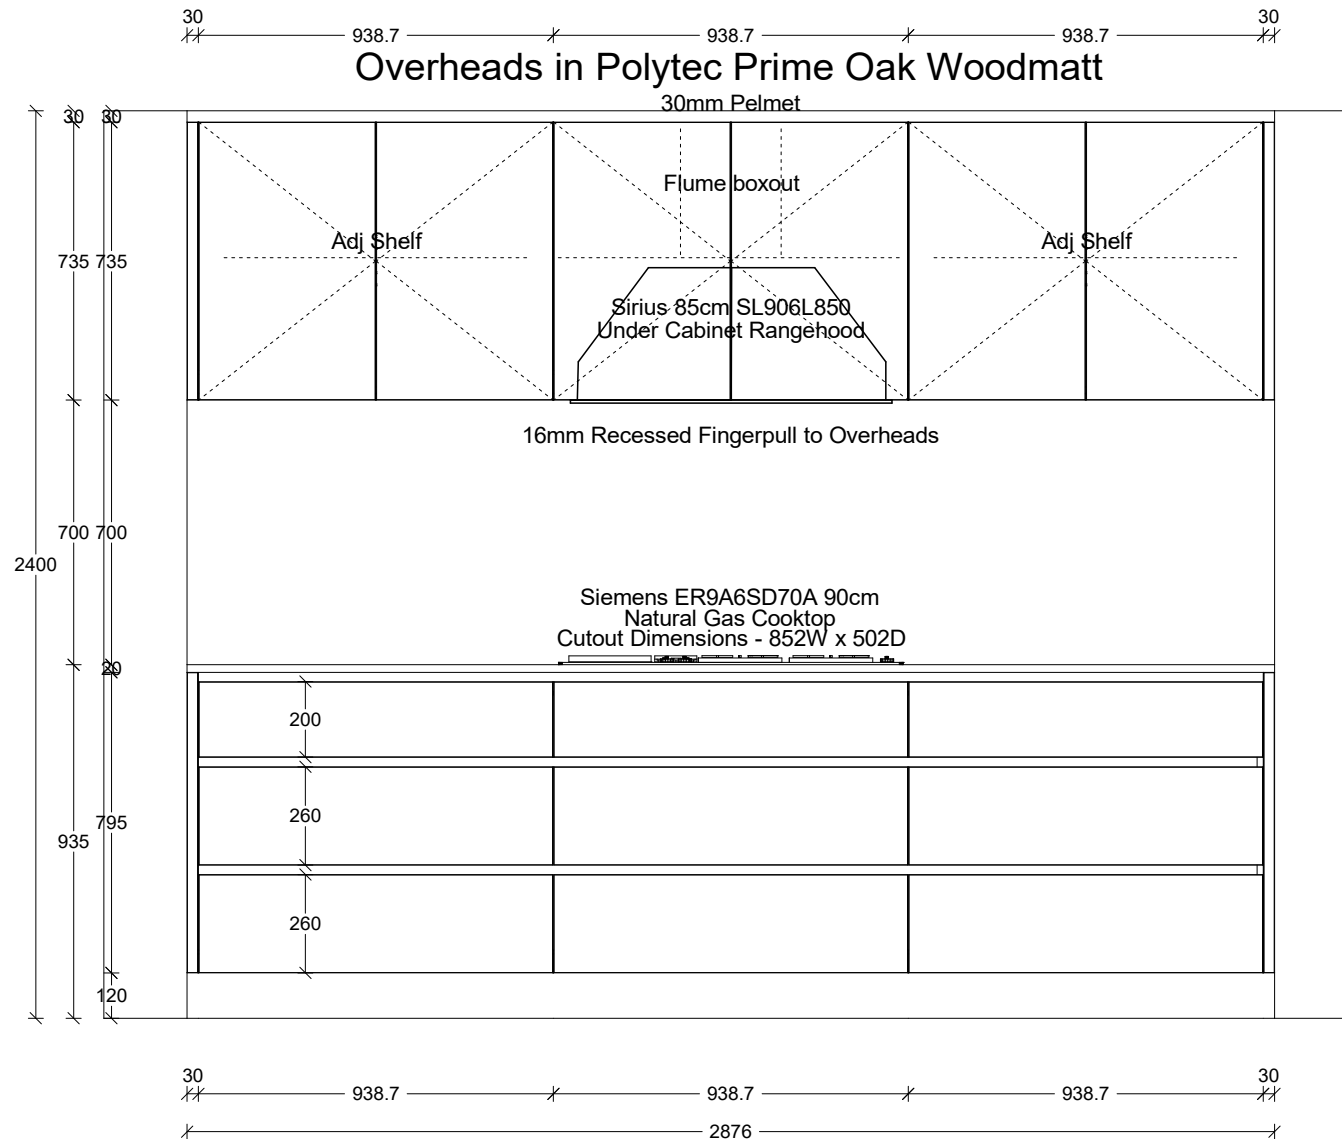 30 30
938.7 938.7 938.7
Overheads in Polytec Prime Oak Woodmatt
30mm Pelmet
30 30
Flume boxout
Adj Shelf Adj Shelf
735 735
Sirius 85cm SL906L850
Under Cabinet Rangehood
16mm Recessed Fingerpull to Overheads
700 700
2400
Siemens ER9A6SD70A 90cm
Natural Gas Cooktop
Cutout Dimensions - 852W x 502D
20
200
260
795
935
260
120
30 30
938.7 938.7 938.7
2876